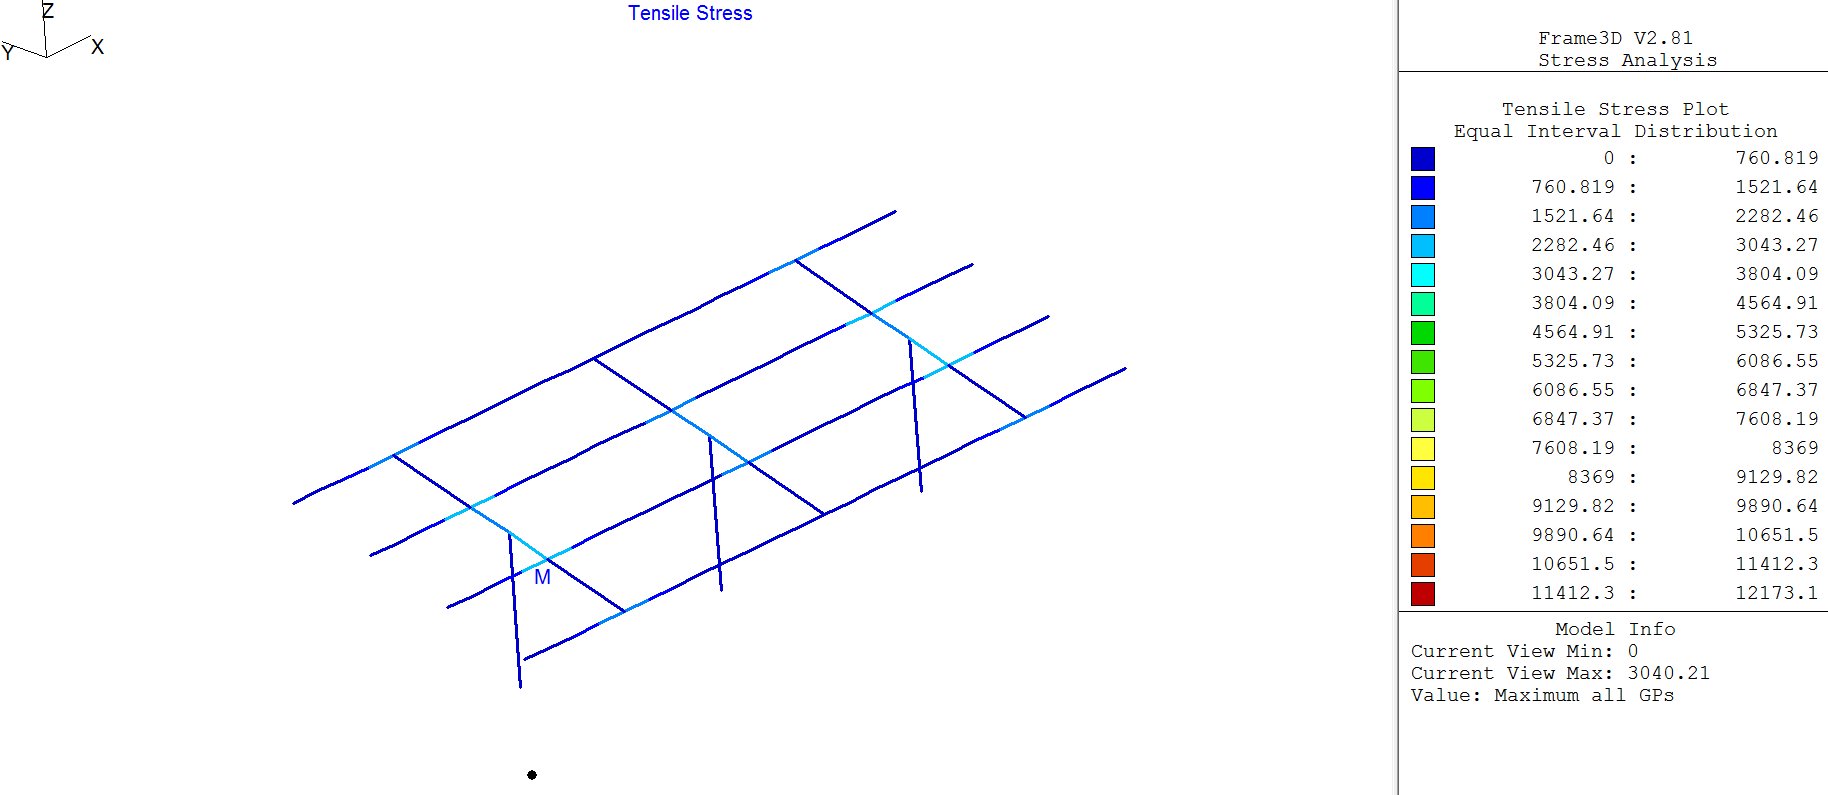 Z
Y
X
Tensile Stress
M
Frame3D V2.81
Stress Analysis
Tensile Stress Plot
Equal Interval Distribution
0 : 760.819
760.819 : 1521.64
1521.64 : 2282.46
2282.46 : 3043.27
3043.27 : 3804.09
3804.09 : 4564.91
4564.91 : 5325.73
5325.73 : 6086.55
6086.55 : 6847.37
6847.37 : 7608.19
7608.19 : 8369
8369 : 9129.82
9129.82 : 9890.64
9890.64 : 10651.5
10651.5 : 11412.3
11412.3 : 12173.1
Model Info
Current View Min: 0
Current View Max: 3040.21
Value: Maximum all GPs